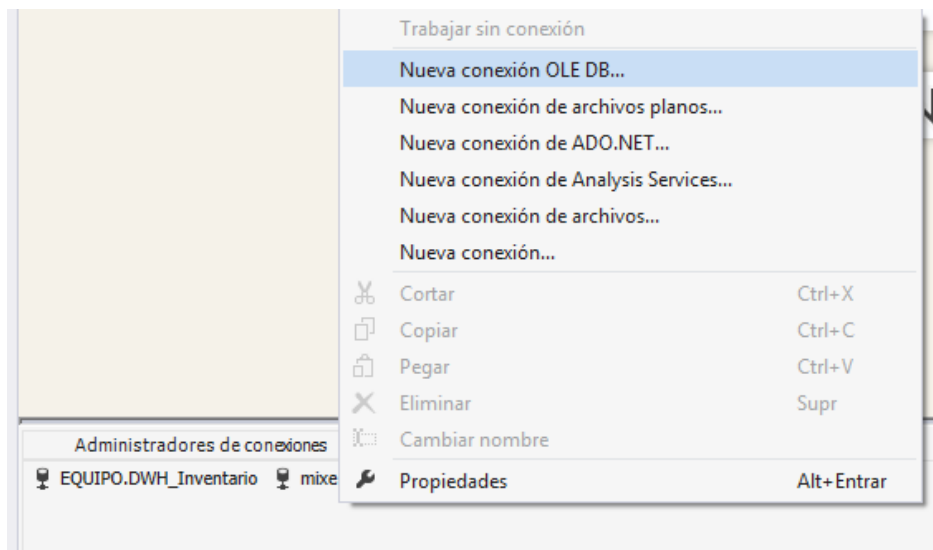 Trabajar sin conexión
Nueva conexión OLE DB...
Nueva conexión de archivos planos...
Nueva conexión de ADO.NET...
Nueva conexión de Analysis Services...
Nueva conexión de archivos...
Nueva conexión...
Cortar Ctrl+X
Copiar Ctrl+C
Pegar Ctrl+V
Eliminar Supr
Cambiar nombre
Propiedades Alt+Entrar
Administradores de conexiones
EQUIPO.DWH_Inventario mixe